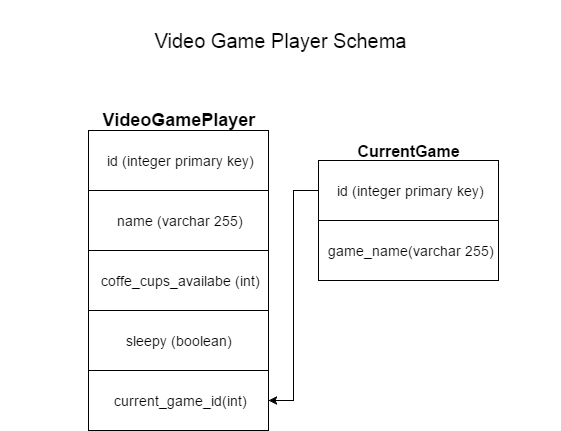 Video Game Player Schema
VideoGamePlayer
id (integer primary key)
name (varchar 255)
coffe_cups_availabe (int)
sleepy (boolean)
current_game_id(int)
CurrentGame
id (integer primary key)
game_name(varchar 255)